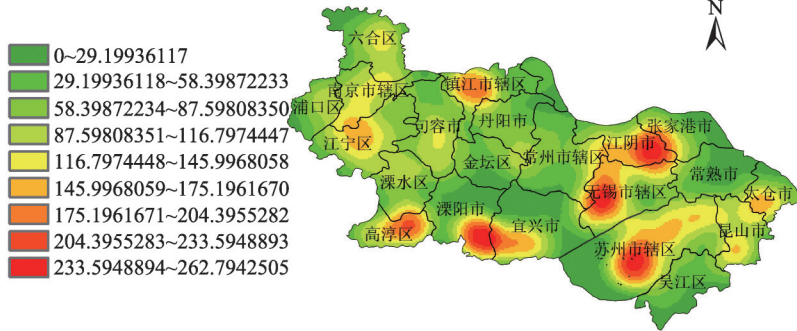 N
0~29.19936117
29.19936118~58.39872233
58.39872234~87.59808350
87.59808351~116.7974447
116.7974448~145.9968058
145.9968059~175.1961670
175.1961671~204.3955282
204.3955283~233.5948893
233.5948894~262.7942505
六合区
南京市辖区
镇江市辖区
浦口区
句容市
丹阳市
江宁区
张家港市
江阴市
金坛区
常州市辖区
常熟市
溧水区
无锡市辖区
太仓市
溧阳市
宜兴市
高淳区
苏州市辖区
昆山市
吴江区